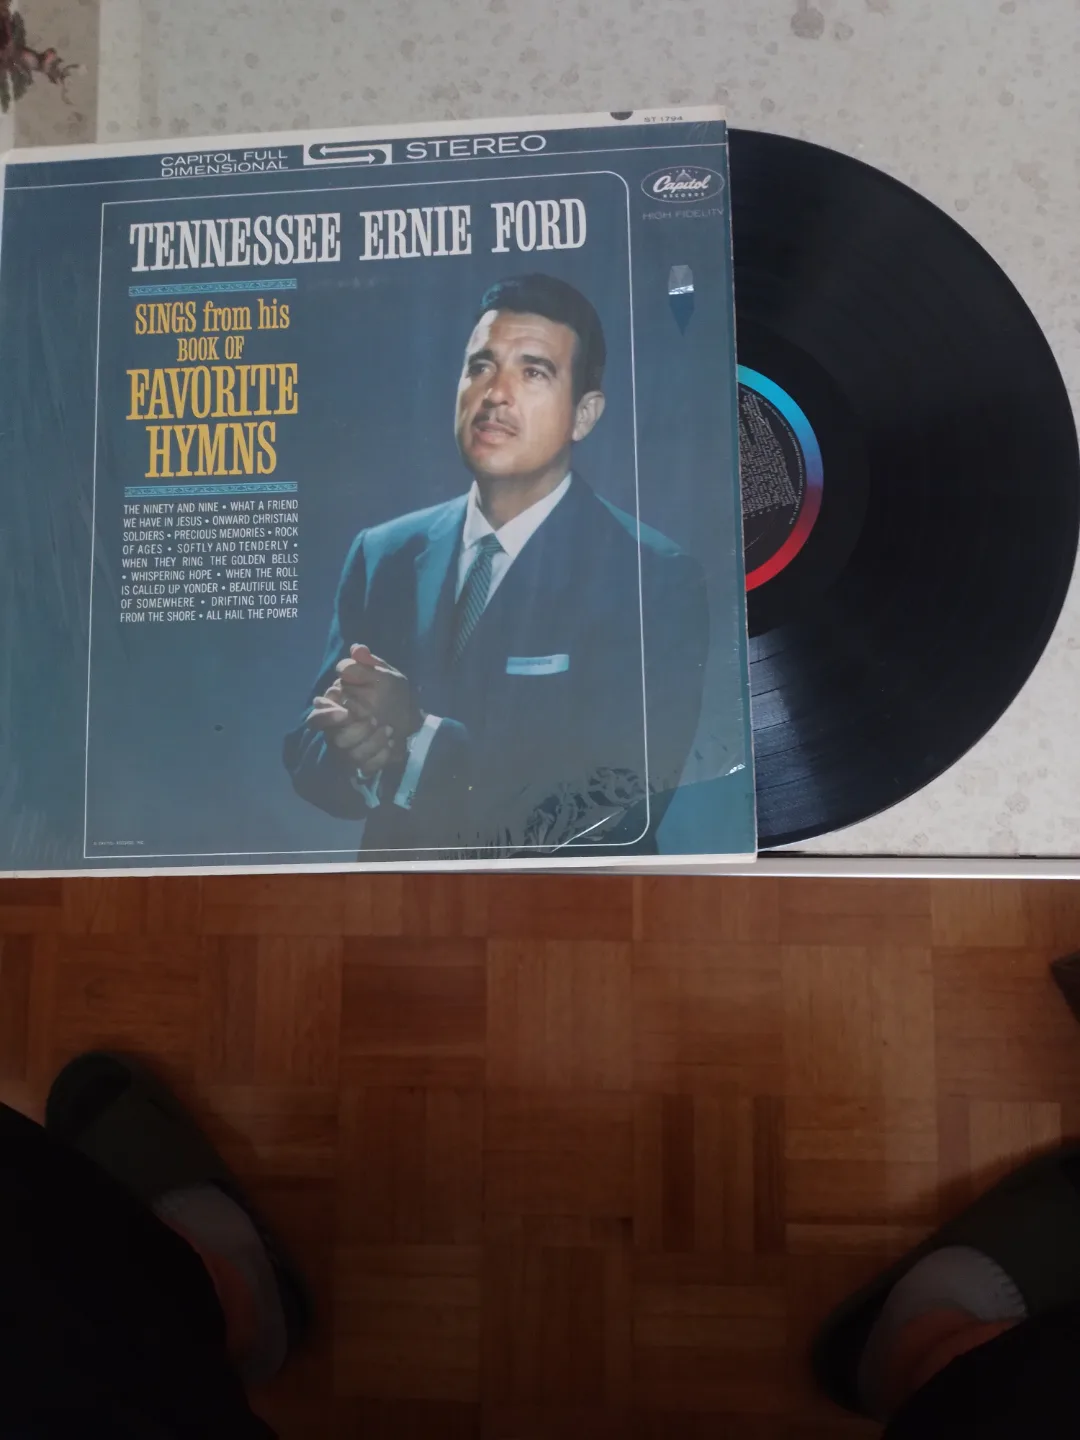 ST 1794
CAPITOL FULL
DIMENSIONAL
STEREO
Capitol
RECORDS
HIGH FIDELITY
TENNESSEE ERNIE FORD
SINGS from his
BOOK OF
FAVORITE
HYMNS
THE NINETY AND NINE • WHAT A FRIEND
WE HAVE IN JESUS • ONWARD CHRISTIAN
SOLDIERS • PRECIOUS MEMORIES • ROCK
OF AGES • SOFTLY AND TENDERLY •
WHEN THEY RING THE GOLDEN BELLS
• WHISPERING HOPE • WHEN THE ROLL
IS CALLED UP YONDER • BEAUTIFUL ISLE
OF SOMEWHERE • DRIFTING TOO FAR
FROM THE SHORE • ALL HAIL THE POWER